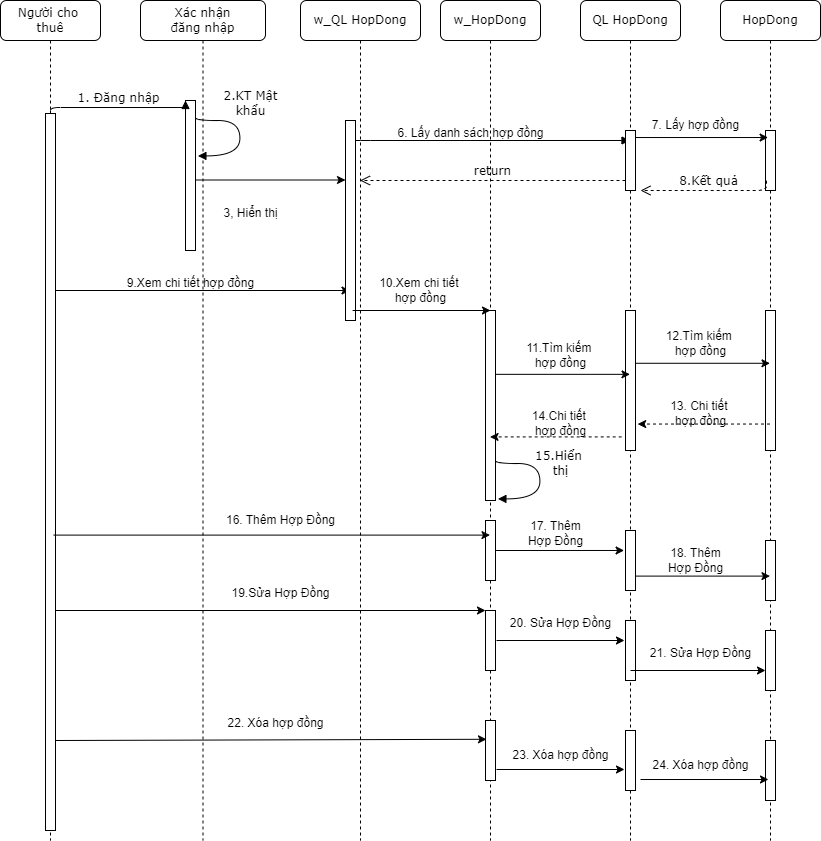 Người cho
thuê
Xác nhận
đăng nhập
w_QL HopDong
w_HopDong
QL HopDong
HopDong
1. Đăng nhập
2.KT Mật
khẩu
6. Lấy danh sách hợp đồng
7. Lấy hợp đồng
return
8.Kết quả
3, Hiển thị
9.Xem chi tiết hợp đồng
10.Xem chi tiết
hợp đồng
11.Tìm kiếm
hợp đồng
12.Tìm kiếm
hợp đồng
13. Chi tiết
hợp đồng
14.Chi tiết
hợp đồng
15.Hiển
thị
16. Thêm Hợp Đồng
17. Thêm
Hợp Đồng
18. Thêm
Hợp Đồng
19.Sửa Hợp Đồng
20. Sửa Hợp Đồng
21. Sửa Hợp Đồng
22. Xóa hợp đồng
23. Xóa hợp đồng
24. Xóa hợp đồng